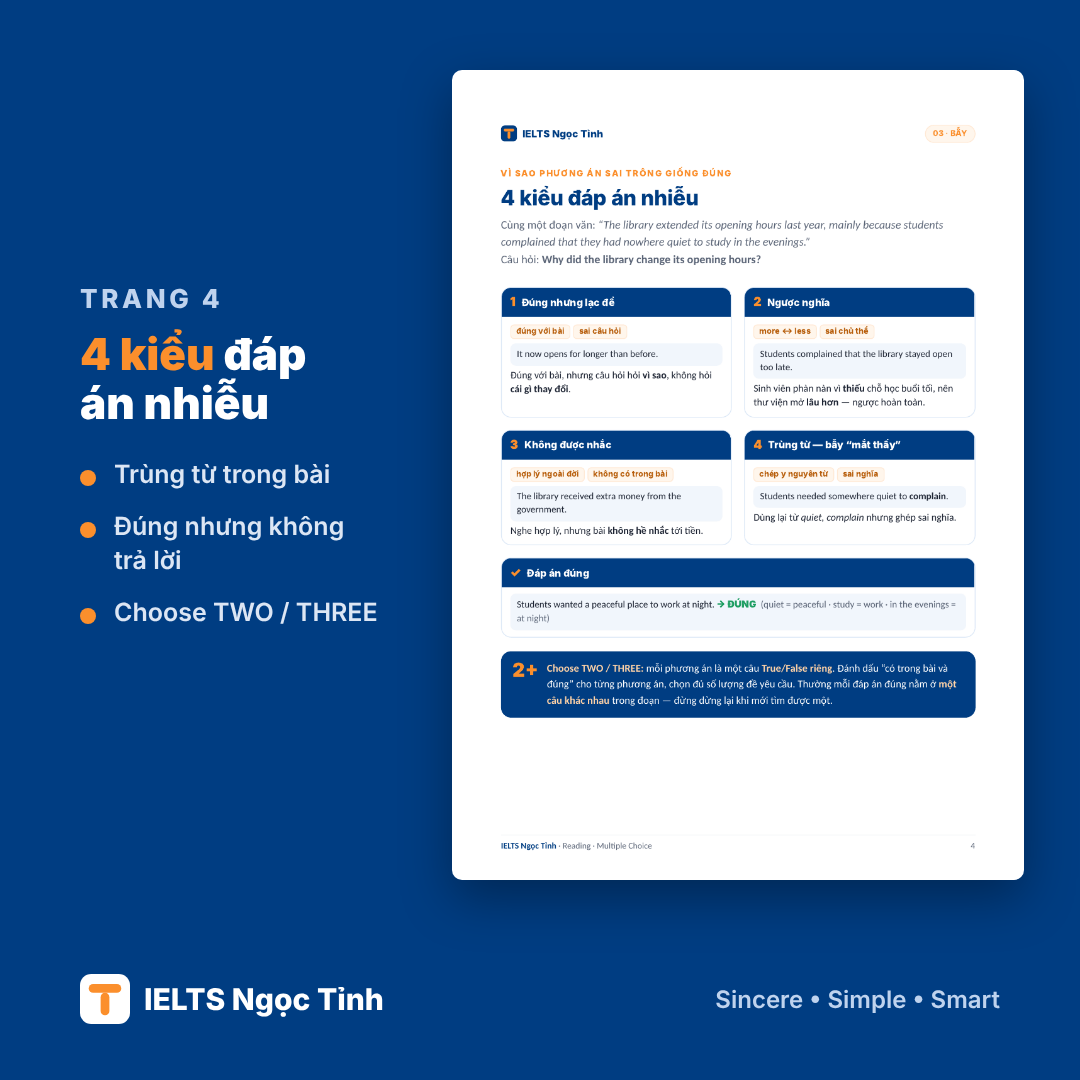 TRANG 4
4 kiểu đáp
án nhiễu
Trùng từ trong bài
Đúng nhưng không
trả lời
Choose TWO / THREE
IELTS Ngọc Tỉnh
03 · BẪY
VÌ SAO PHƯƠNG ÁN SAI TRÔNG GIỐNG ĐÚNG
4 kiểu đáp án nhiễu
Cùng một đoạn văn: “The library extended its opening hours last year, mainly because students
complained that they had nowhere quiet to study in the evenings.”
Câu hỏi: Why did the library change its opening hours?
1 Đúng nhưng lạc đề
đúng với bài sai câu hỏi
It now opens for longer than before.
Đúng với bài, nhưng câu hỏi hỏi vì sao, không hỏi
cái gì thay đổi.
2 Ngược nghĩa
more ↔ less sai chủ thể
Students complained that the library stayed open
too late.
Sinh viên phàn nàn vì thiếu chỗ học buổi tối, nên
thư viện mở lâu hơn — ngược hoàn toàn.
3 Không được nhắc
hợp lý ngoài đời không có trong bài
The library received extra money from the
government.
Nghe hợp lý, nhưng bài không hề nhắc tới tiền.
4 Trùng từ — bẫy “mắt thấy”
chép y nguyên từ sai nghĩa
Students needed somewhere quiet to complain.
Dùng lại từ quiet, complain nhưng ghép sai nghĩa.
✓ Đáp án đúng
Students wanted a peaceful place to work at night. → ĐÚNG (quiet = peaceful · study = work · in the evenings =
at night)
2+ Choose TWO / THREE: mỗi phương án là một câu True/False riêng. Đánh dấu “có trong bài và
đúng” cho từng phương án, chọn đủ số lượng đề yêu cầu. Thường mỗi đáp án đúng nằm ở một
câu khác nhau trong đoạn — đừng dừng lại khi mới tìm được một.
IELTS Ngọc Tỉnh · Reading · Multiple Choice 4
IELTS Ngọc Tỉnh
Sincere • Simple • Smart